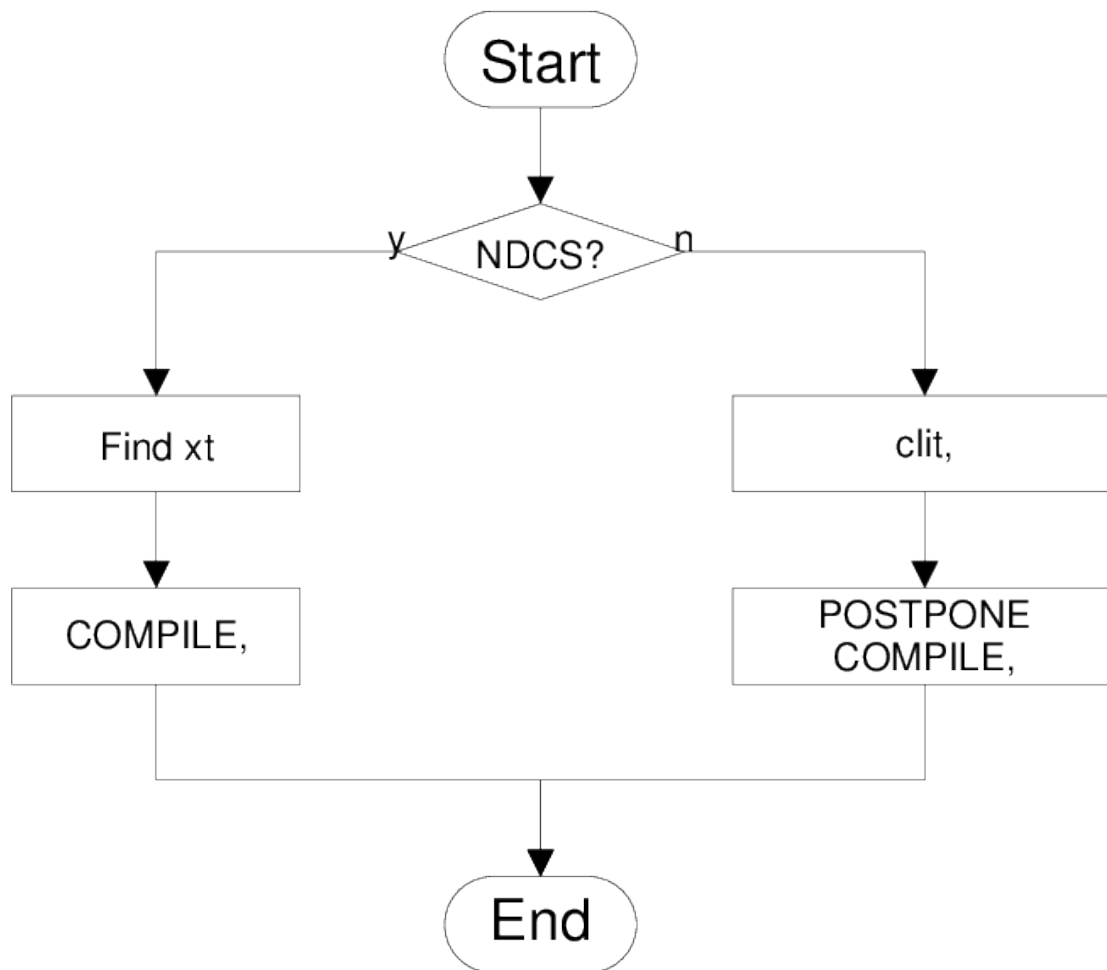 Start
y
NDCS?
n
Find xt
clit,
COMPILE,
POSTPONE
COMPILE,
End